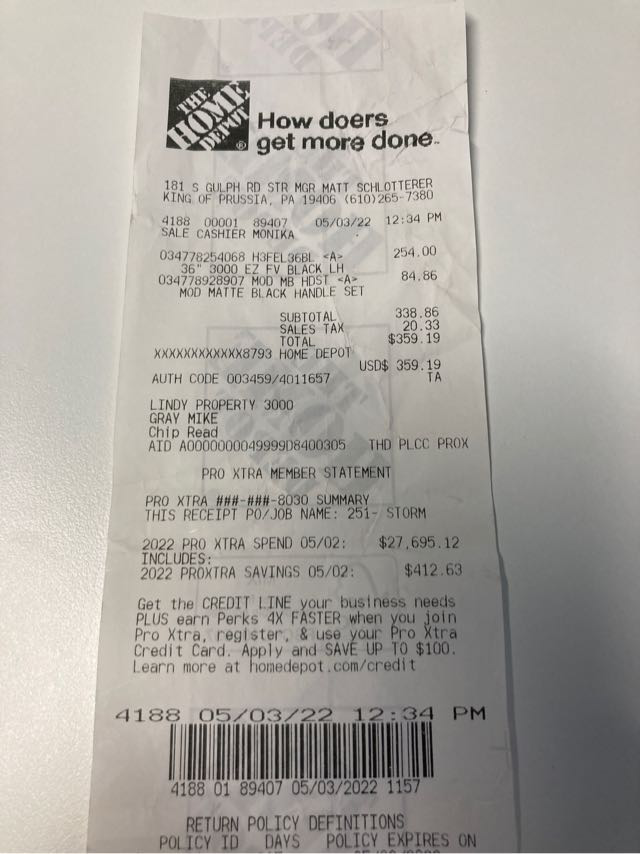 THE
HOME
DEPOT
®
How doers
get more done™
181 S GULPH RD STR MGR MATT SCHLOTTERER
KING OF PRUSSIA, PA 19406 (610)265-7380
4188 00001 89407 05/03/22 12:34 PM
SALE CASHIER MONIKA
034778254068 H3FEL36BL <A> 254.00
36" 3000 EZ FV BLACK LH
034778928907 MOD MB HDST <A> 84.86
MOD MATTE BLACK HANDLE SET
SUBTOTAL 338.86
SALES TAX 20.33
TOTAL $359.19
XXXXXXXXXXXX8793 HOME DEPOT
USD$ 359.19
AUTH CODE 003459/4011657 TA
LINDY PROPERTY 3000
GRAY MIKE
Chip Read
AID A0000000049999D8400305 THD PLCC PROX
PRO XTRA MEMBER STATEMENT
PRO XTRA ###-###-8030 SUMMARY
THIS RECEIPT PO/JOB NAME: 251- STORM
2022 PRO XTRA SPEND 05/02: $27,695.12
INCLUDES:
2022 PROXTRA SAVINGS 05/02: $412.63
Get the CREDIT LINE your business needs
PLUS earn Perks 4X FASTER when you join
Pro Xtra, register, & use your Pro Xtra
Credit Card. Apply and SAVE UP TO $100.
Learn more at homedepot.com/credit
4188 05/03/22 12:34 PM
4188 01 89407 05/03/2022 1157
RETURN POLICY DEFINITIONS
POLICY ID DAYS POLICY EXPIRES ON